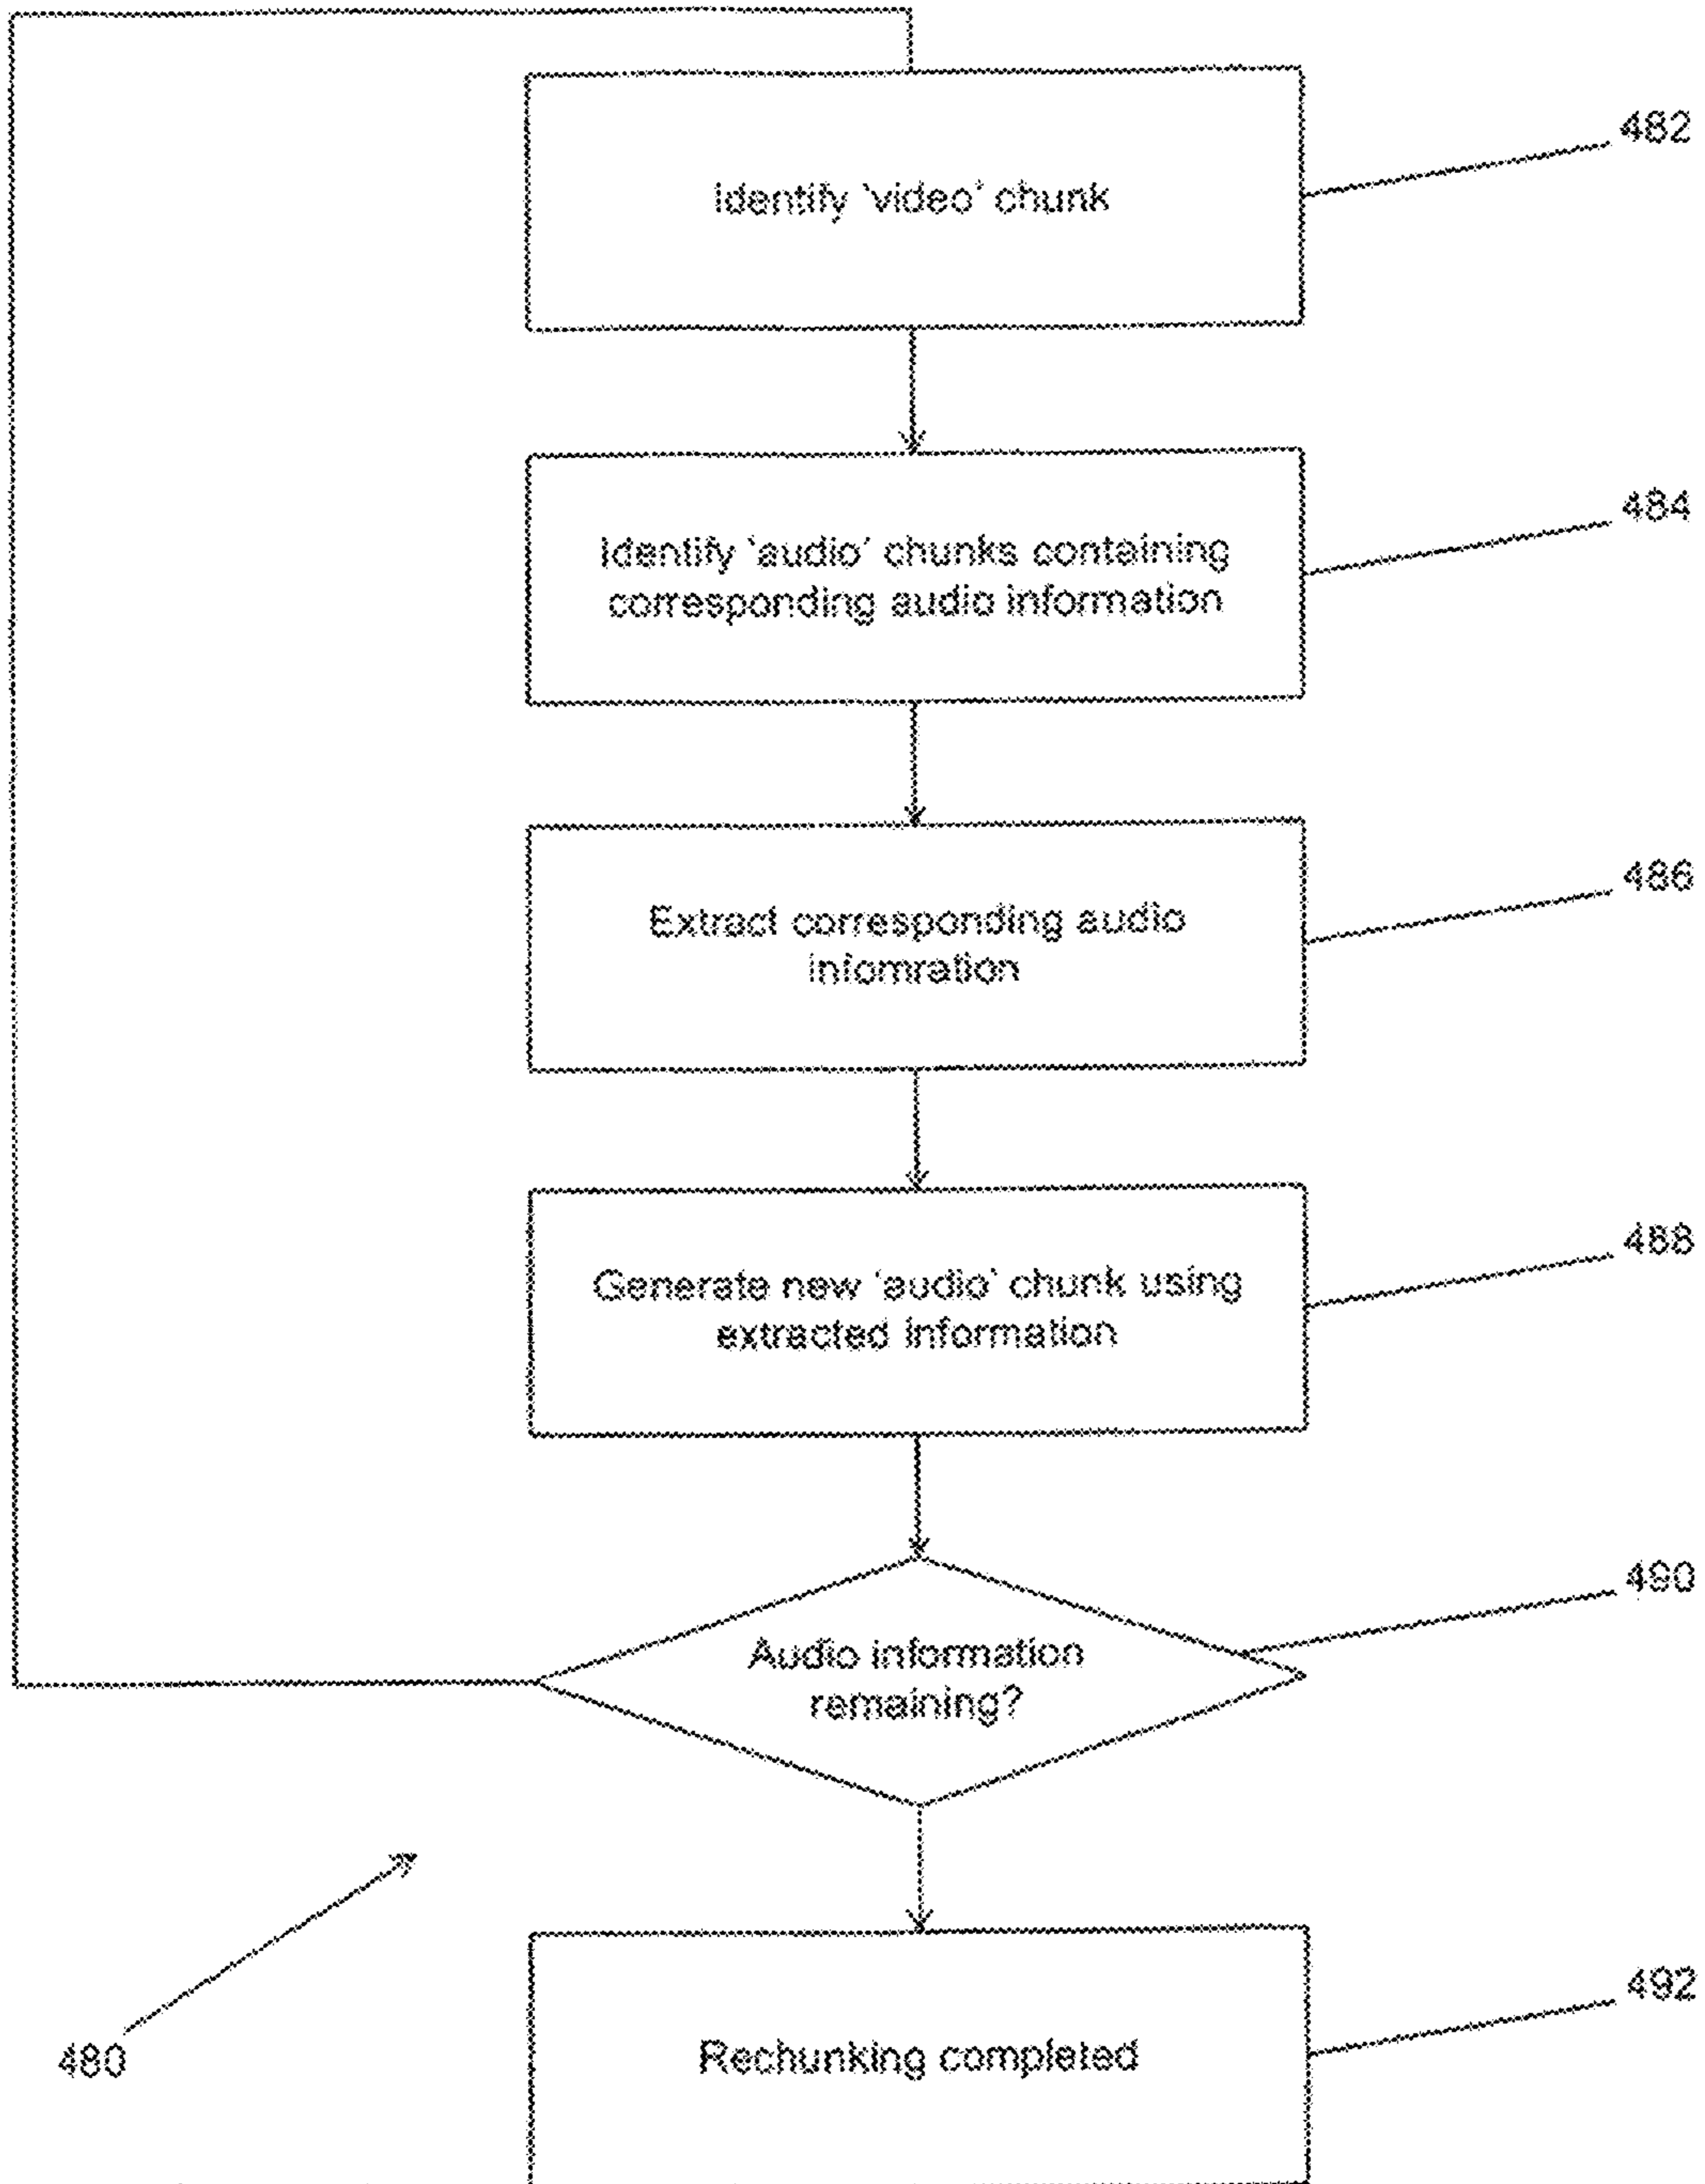 482
Identify 'video' chunk
484
Identify 'audio' chunks containing
corresponding audio information
486
Extract corresponding audio
infomration
488
Generate new 'audio' chunk using
extracted information
490
Audio information
remaining?
480
492
Rechunking completed